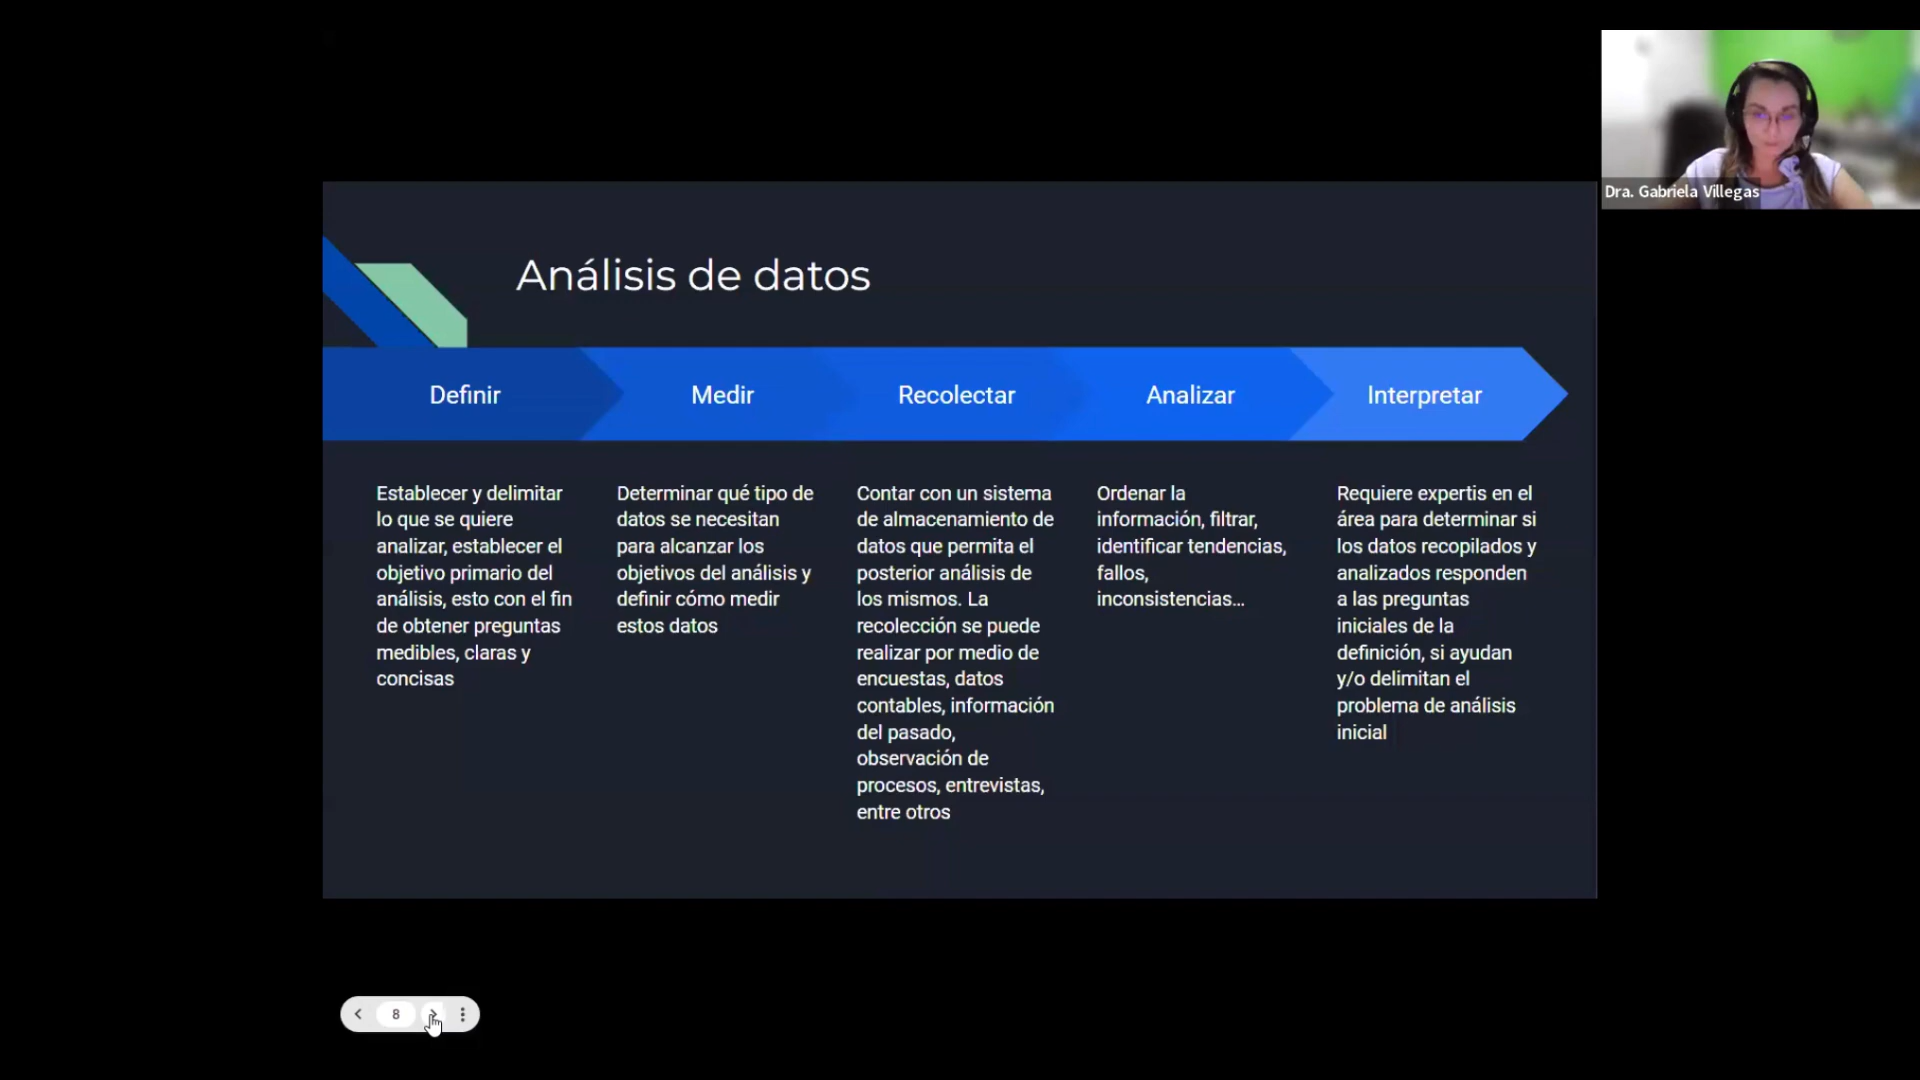 Dra. Gabriela Villegas
Análisis de datos
Definir
Medir
Recolectar
Analizar
Interpretar
Establecer y delimitar
lo que se quiere
analizar, establecer el
objetivo primario del
análisis, esto con el fin
de obtener preguntas
medibles, claras y
concisas
Determinar qué tipo de
datos se necesitan
para alcanzar los
objetivos del análisis y
definir cómo medir
estos datos
Contar con un sistema
de almacenamiento de
datos que permita el
posterior análisis de
los mismos. La
recolección se puede
realizar por medio de
encuestas, datos
contables, información
del pasado,
observación de
procesos, entrevistas,
entre otros
Ordenar la
información, filtrar,
identificar tendencias,
fallos,
inconsistencias...
Requiere expertis en el
área para determinar si
los datos recopilados y
analizados responden
a las preguntas
iniciales de la
definición, si ayudan
y/o delimitan el
problema de análisis
inicial
8